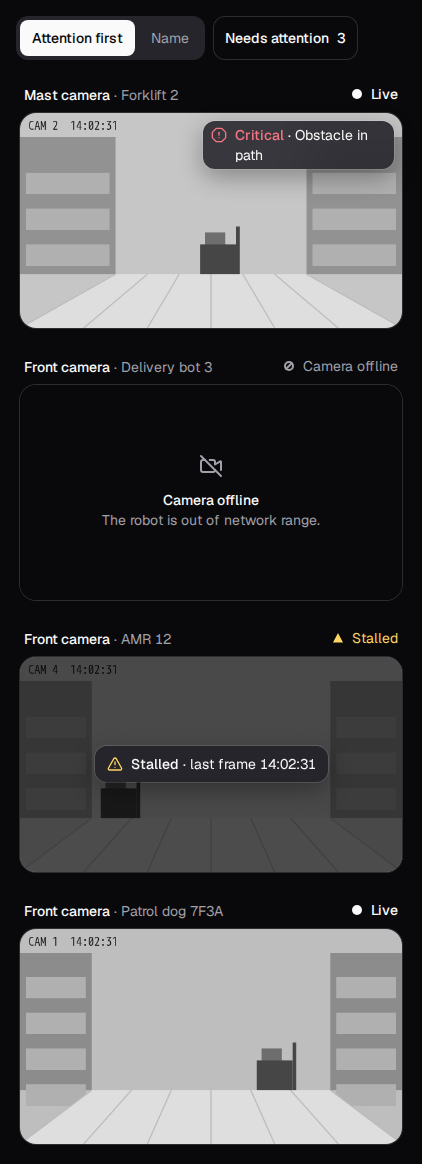 Attention first Name Needs attention 3
Mast camera · Forklift 2 Live
CAM 2 14:02:31
Critical · Obstacle in
path
Front camera · Delivery bot 3 Camera offline
Camera offline
The robot is out of network range.
Front camera · AMR 12 Stalled
CAM 4 14:02:31
Stalled · last frame 14:02:31
Front camera · Patrol dog 7F3A Live
CAM 1 14:02:31